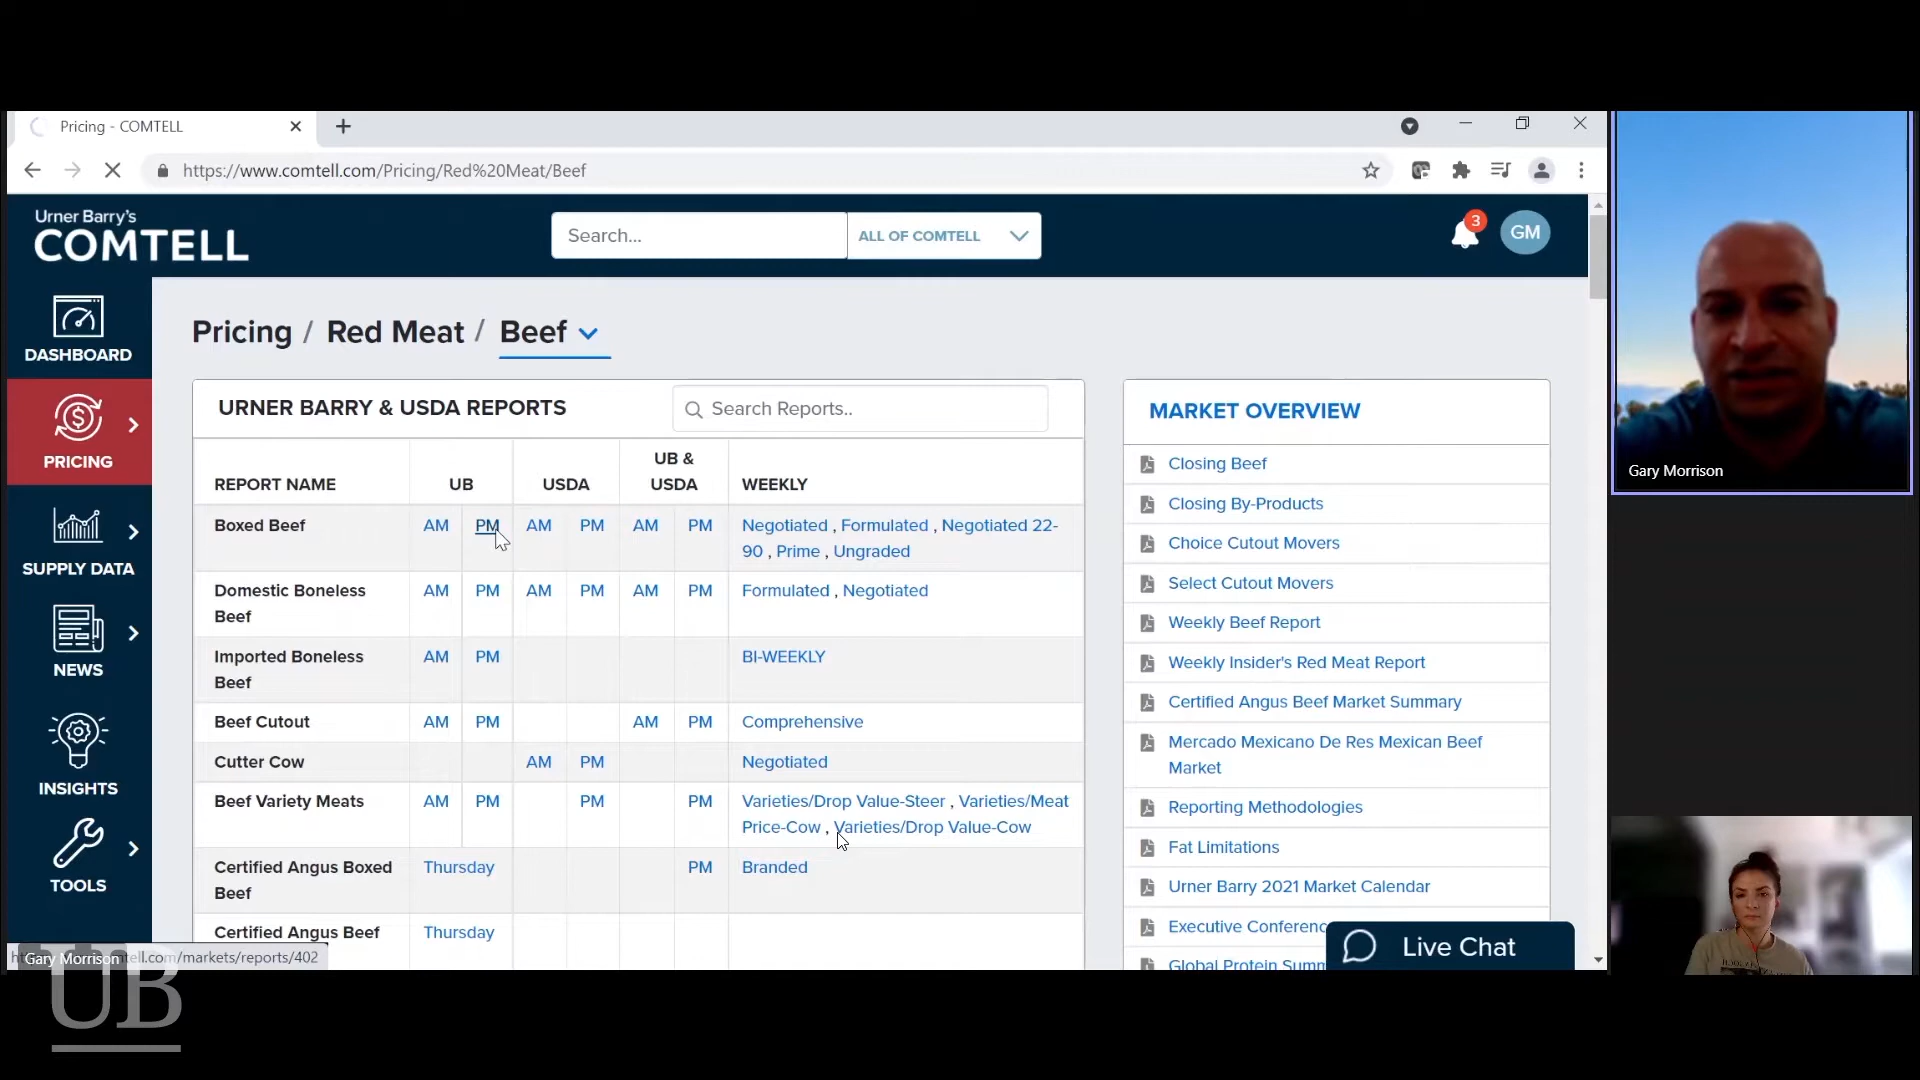 Pricing - COMTELL
https://www.comtell.com/Pricing/Red%20Meat/Beef
Urner Barry's
COMTELL
Search...
ALL OF COMTELL
3
GM
DASHBOARD
PRICING
SUPPLY DATA
NEWS
INSIGHTS
TOOLS
Pricing / Red Meat / Beef
URNER BARRY & USDA REPORTS
Search Reports..
REPORT NAME UB USDA UB & USDA WEEKLY
Boxed Beef AM PM AM PM AM PM Negotiated , Formulated , Negotiated 22-
90 , Prime , Ungraded
Domestic Boneless AM PM AM PM AM PM Formulated , Negotiated
Beef
Imported Boneless AM PM BI-WEEKLY
Beef
Beef Cutout AM PM AM PM Comprehensive
Cutter Cow AM PM Negotiated
Beef Variety Meats AM PM PM PM Varieties/Drop Value-Steer , Varieties/Meat
Price-Cow , Varieties/Drop Value-Cow
Certified Angus Boxed Thursday PM Branded
Beef
Certified Angus Beef Thursday
MARKET OVERVIEW
Closing Beef
Closing By-Products
Choice Cutout Movers
Select Cutout Movers
Weekly Beef Report
Weekly Insider's Red Meat Report
Certified Angus Beef Market Summary
Mercado Mexicano De Res Mexican Beef
Market
Reporting Methodologies
Fat Limitations
Urner Barry 2021 Market Calendar
Executive
Global Protein
Live Chat
Gary Morrison
Gary Morrison
tell.com/markets/reports/402
UB